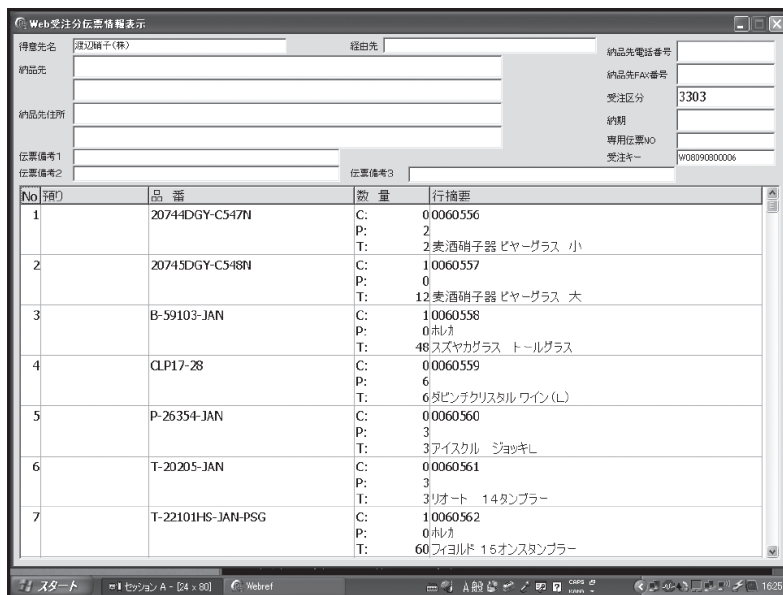 Web受注分伝票情報表示
得意先名 渡辺硝子(株) 経由先 納品先電話番号
納品先 納品先FAX番号
受注区分 3303
納品先住所 納期
専用伝票NO
伝票備考1 受注キー W08090800006
伝票備考2 伝票備考3
No 預り 品 番 数 量 行摘要
1 20744DGY-C547N C: 0 0060556
P: 2
T: 2 麦酒硝子器 ビヤーグラス 小
2 20745DGY-C548N C: 1 0060557
P: 0
T: 12 麦酒硝子器 ビヤーグラス 大
3 B-59103-JAN C: 1 0060558
P: 0 ホレカ
T: 48 スズヤカグラス トールグラス
4 CLP17-28 C: 0 0060559
P: 6
T: 6 ダビンチクリスタル ワイン(L)
5 P-26354-JAN C: 0 0060560
P: 3
T: 3 アイスクル ジョッキL
6 T-20205-JAN C: 0 0060561
P: 3
T: 3 リオート 14タンブラー
7 T-22101HS-JAN-PSG C: 1 0060562
P: 0 ホレカ
T: 60 フィヨルド 15オンスタンブラー
スタート セッション A - [24 x 80] Webref A 般 CAPS KANA 16:25